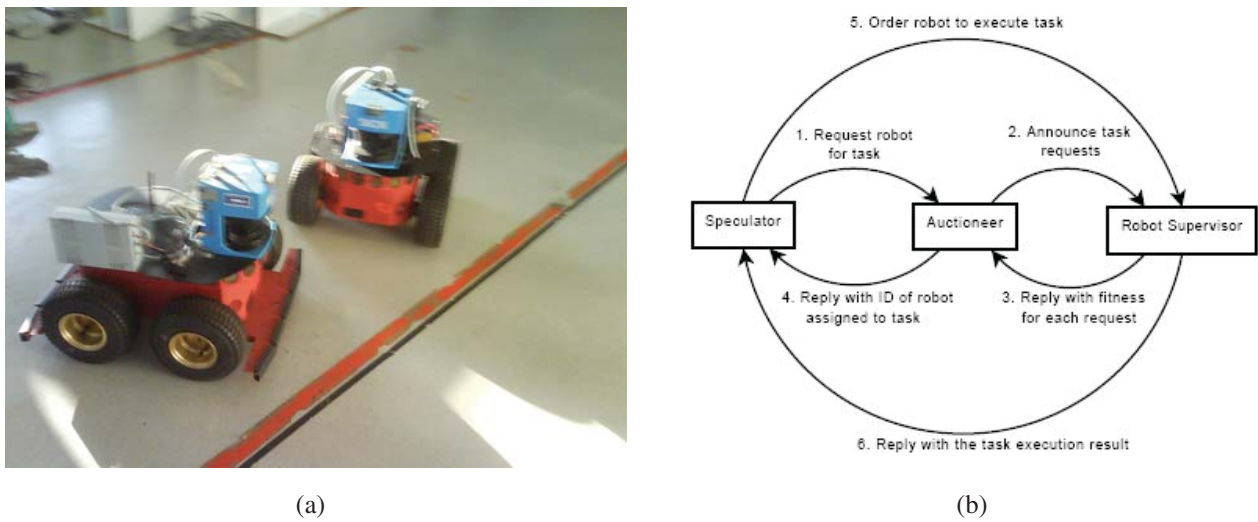 5. Order robot to execute task
1. Request robot
for task
2. Announce task
requests
Speculator
Auctioneer
Robot Supervisor
4. Reply with ID of robot
assigned to task
3. Reply with fitness
for each request
6. Reply with the task execution result
(a)
(b)